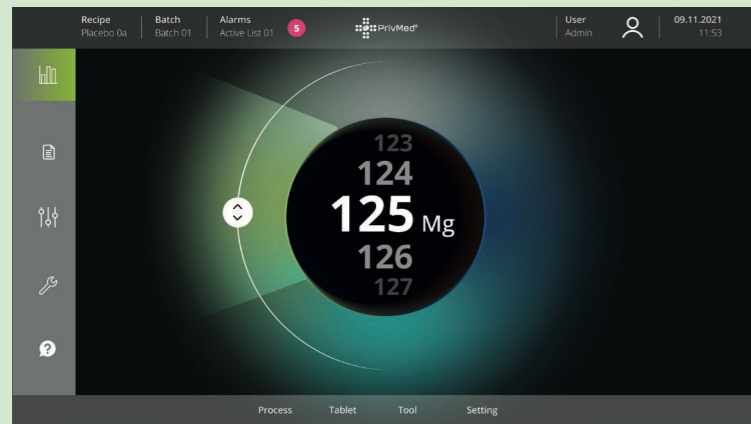 Recipe
Placebo 0a
Batch
Batch 01
Alarms
Active List 01
5
PrivMed®
User
Admin
09.11.2021
11:53
123
124
125 Mg
126
127
?
Process
Tablet
Tool
Setting